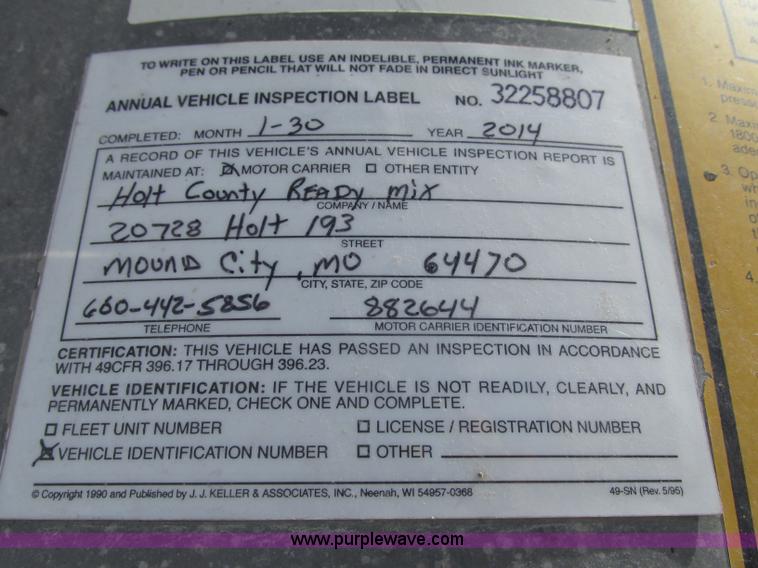 TO WRITE ON THIS LABEL USE AN INDELIBLE, PERMANENT INK MARKER,
PEN OR PENCIL THAT WILL NOT FADE IN DIRECT SUNLIGHT
ANNUAL VEHICLE INSPECTION LABEL NO. 32258807
COMPLETED: MONTH 1-30 YEAR 2014
A RECORD OF THIS VEHICLE'S ANNUAL VEHICLE INSPECTION REPORT IS
MAINTAINED AT: MOTOR CARRIER OTHER ENTITY
Holt County Ready Mix
COMPANY / NAME
20728 Holt 193
STREET
Mound City, MO 64470
CITY, STATE, ZIP CODE
660-442-5856 882644
TELEPHONE MOTOR CARRIER IDENTIFICATION NUMBER
CERTIFICATION: THIS VEHICLE HAS PASSED AN INSPECTION IN ACCORDANCE
WITH 49CFR 396.17 THROUGH 396.23.
VEHICLE IDENTIFICATION: IF THE VEHICLE IS NOT READILY, CLEARLY, AND
PERMANENTLY MARKED, CHECK ONE AND COMPLETE.
FLEET UNIT NUMBER LICENSE / REGISTRATION NUMBER
VEHICLE IDENTIFICATION NUMBER OTHER
© Copyright 1990 and Published by J. J. KELLER & ASSOCIATES, INC., Neenah, WI 54957-0368 49-SN (Rev. 5/95)
1.
2.
3. Op
4.
www.purplewave.com